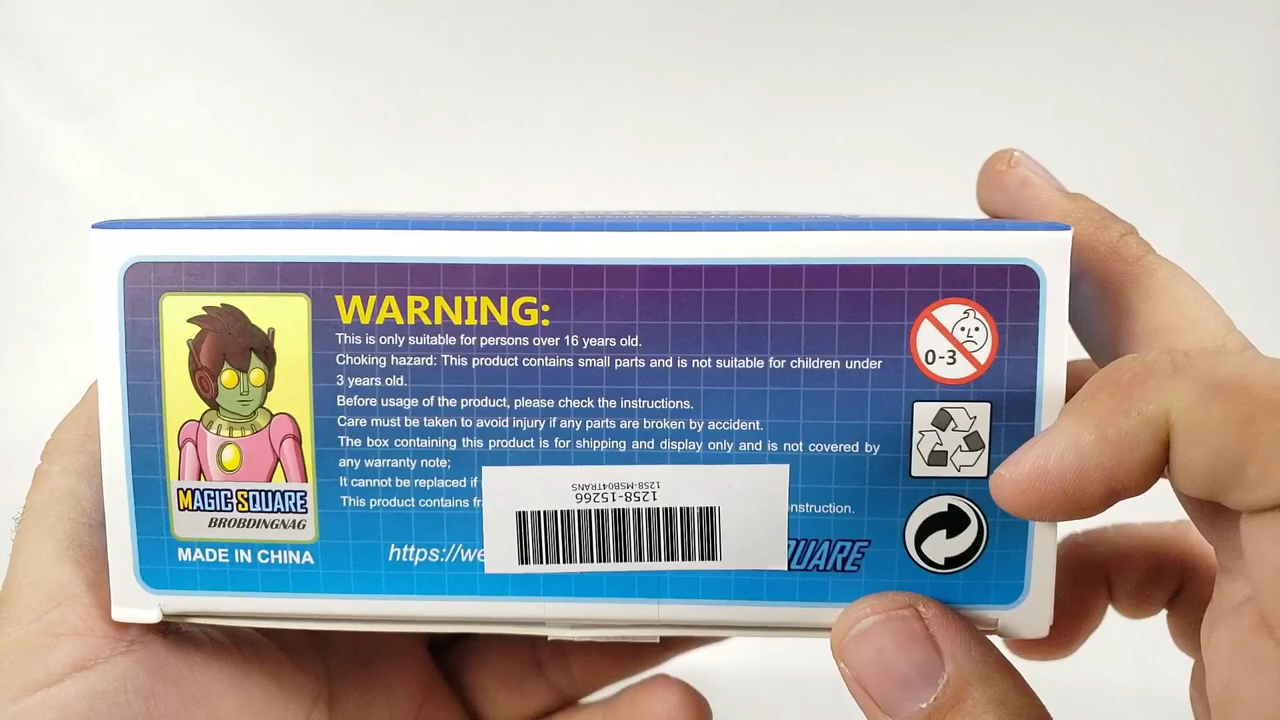 WARNING:
This is only suitable for persons over 16 years old.
Choking hazard: This product contains small parts and is not suitable for children under
3 years old.
Before usage of the product, please check the instructions.
Care must be taken to avoid injury if any parts are broken by accident.
The box containing this product is for shipping and display only and is not covered by
any warranty note;
It cannot be replaced if
This product contains
MAGIC SQUARE
BROBDINGNAG
MADE IN CHINA
https://we
1258-15266
1258-MSB04TRANS
0-3